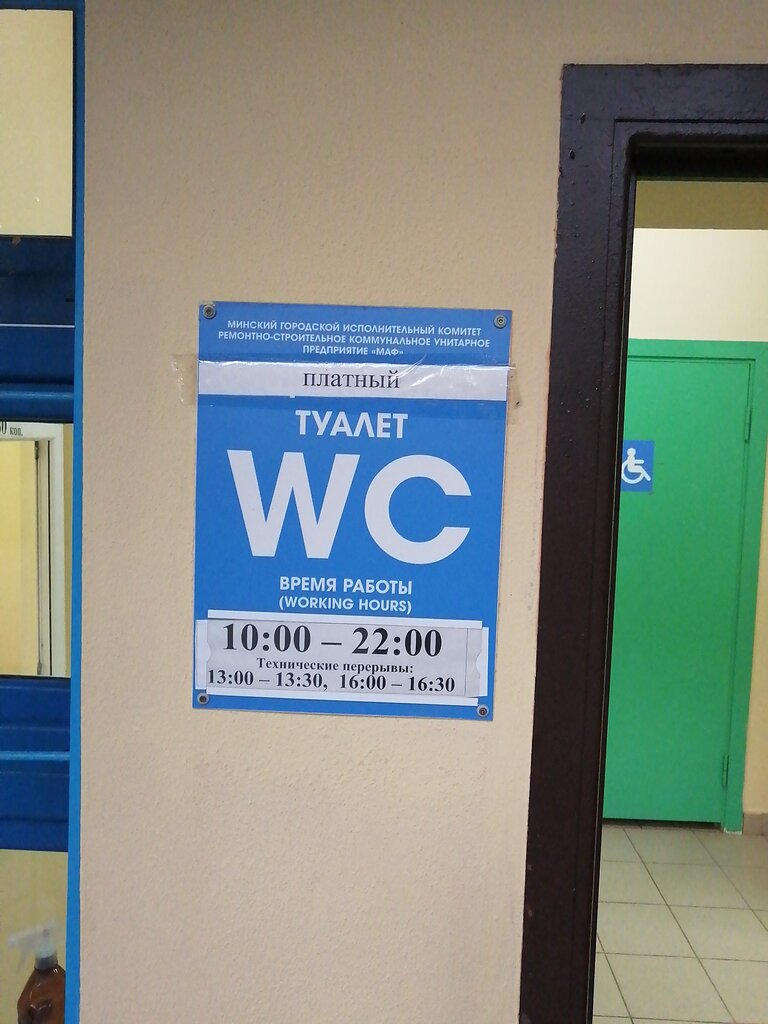 МИНСКИЙ ГОРОДСКОЙ ИСПОЛНИТЕЛЬНЫЙ КОМИТЕТ
РЕМОНТНО-СТРОИТЕЛЬНОЕ КОММУНАЛЬНОЕ УНИТАРНОЕ
ПРЕДПРИЯТИЕ «МАФ»
платный
ТУАЛЕТ
WC
ВРЕМЯ РАБОТЫ
(WORKING HOURS)
10:00 – 22:00
Технические перерывы:
13:00 – 13:30, 16:00 – 16:30
коп.